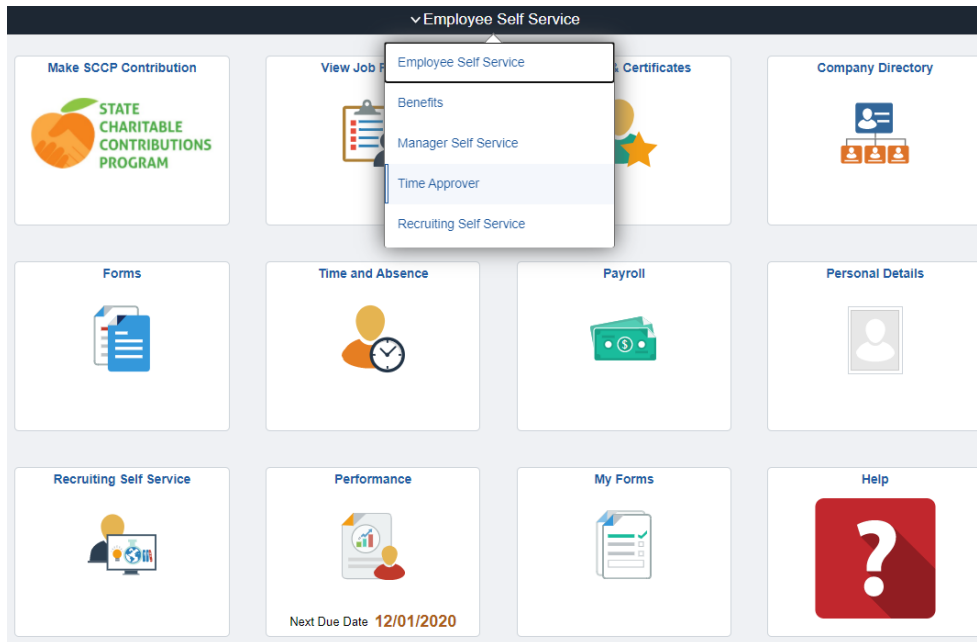 Employee Self Service
Make SCCP Contribution
View Job
Employee Self Service
& Certificates
Company Directory
STATE
CHARITABLE
CONTRIBUTIONS
PROGRAM
Benefits
Manager Self Service
Time Approver
Recruiting Self Service
Forms
Time and Absence
Payroll
Personal Details
$
Recruiting Self Service
Performance
My Forms
Help
?
Next Due Date 12/01/2020